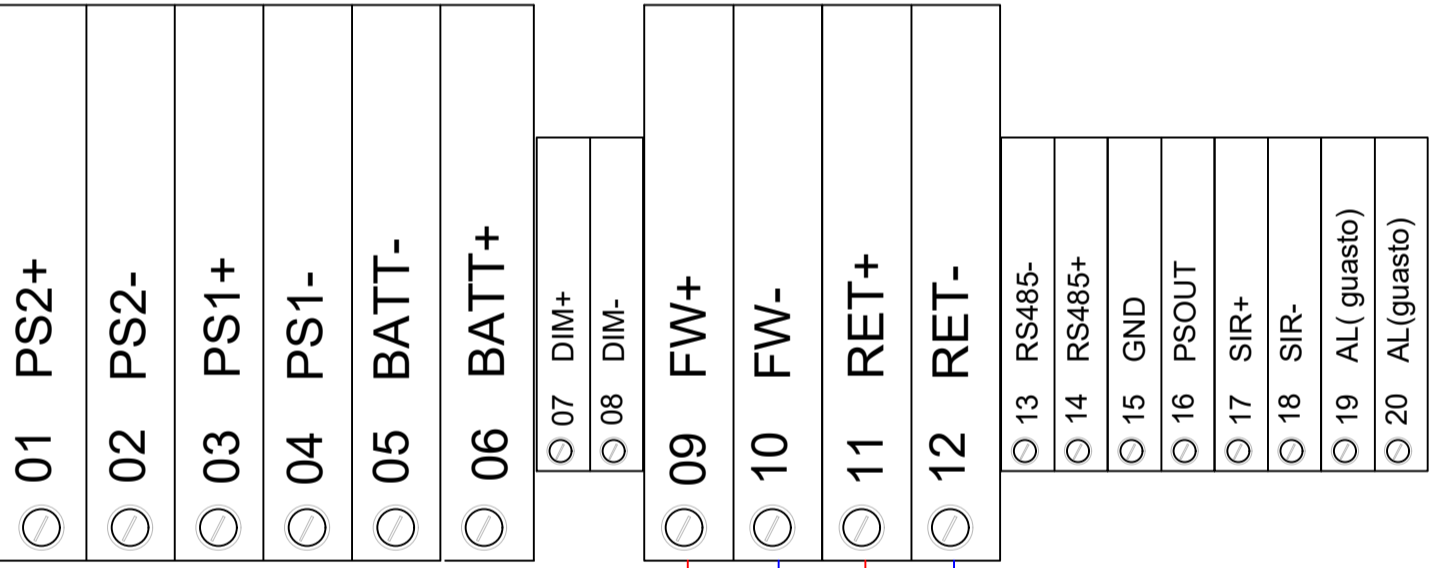 01 PS2+
02 PS2-
03 PS1+
04 PS1-
05 BATT-
06 BATT+
07 DIM+
08 DIM-
09 FW+
10 FW-
11 RET+
12 RET-
13 RS485-
14 RS485+
15 GND
16 PSOUT
17 SIR+
18 SIR-
19 AL( guasto)
20 AL(guasto)